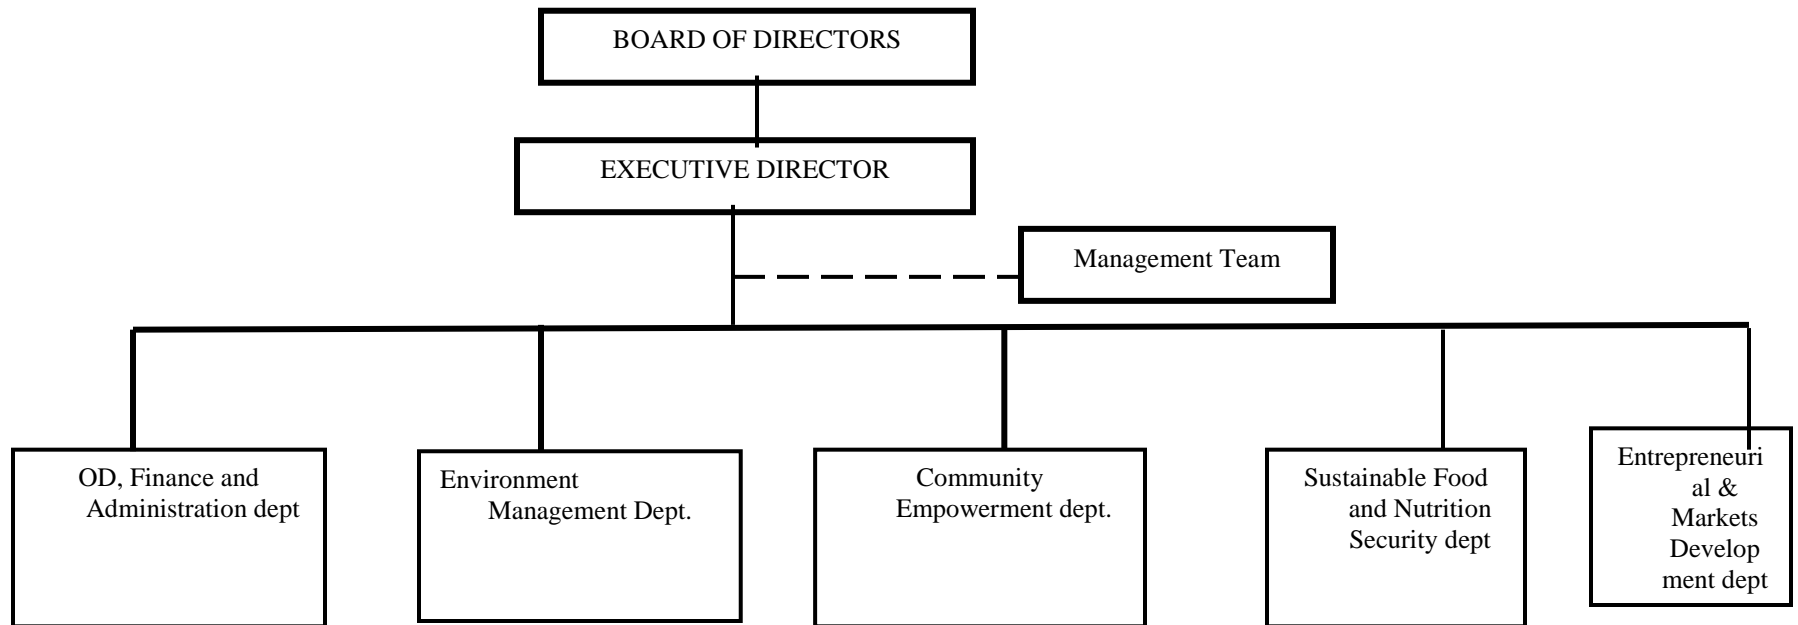 BOARD OF DIRECTORS
EXECUTIVE DIRECTOR
Management Team
OD, Finance and
Administration dept
Environment
Management Dept.
Community
Empowerment dept.
Sustainable Food
and Nutrition
Security dept
Entrepreneuri
al &
Markets
Develop
ment dept